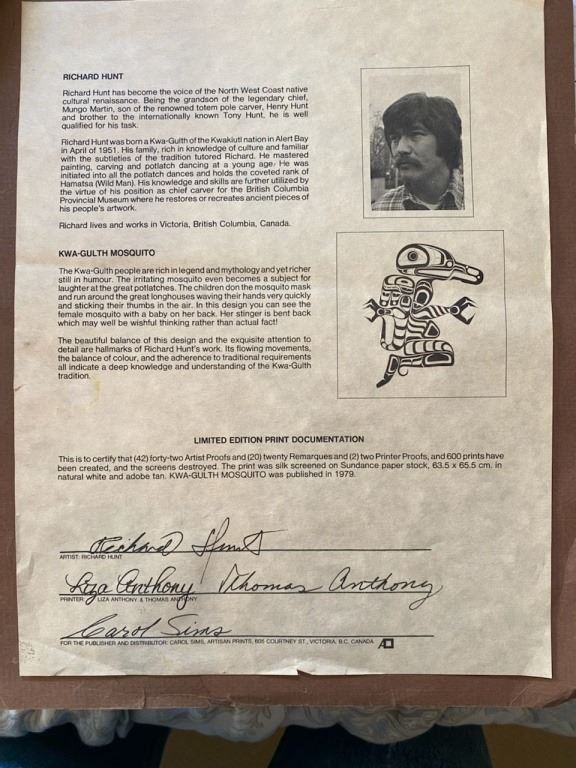 RICHARD HUNT
Richard Hunt has become the voice of the North West Coast native
cultural renaissance. Being the grandson of the legendary chief,
Mungo Martin, son of the renowned totem pole carver, Henry Hunt
and brother to the internationally known Tony Hunt, he is well
qualified for his task.
Richard Hunt was born a Kwa-Gulth of the Kwakiutl nation in Alert Bay
in April of 1951. His family, rich in knowledge of culture and familiar
with the subtleties of the tradition tutored Richard. He mastered
painting, carving and potlatch dancing at a young age. He was
initiated into all the potlatch dances and holds the coveted rank of
Hamatsa (Wild Man). His knowledge and skills are further utilized by
the virtue of his position as chief carver for the British Columbia
Provincial Museum where he restores or recreates ancient pieces of
his people's artwork.
Richard lives and works in Victoria, British Columbia, Canada.
KWA-GULTH MOSQUITO
The Kwa-Gulth people are rich in legend and mythology and yet richer
still in humour. The irritating mosquito even becomes a subject for
laughter at the great potlatches. The children don the mosquito mask
and run around the great longhouses waving their hands very quickly
and sticking their thumbs in the air. In this design you can see the
female mosquito with a baby on her back. Her stinger is bent back
which may well be wishful thinking rather than actual fact!
The beautiful balance of this design and the exquisite attention to
detail are hallmarks of Richard Hunt's work. Its flowing movements,
the balance of colour, and the adherence to traditional requirements
all indicate a deep knowledge and understanding of the Kwa-Gulth
tradition.
LIMITED EDITION PRINT DOCUMENTATION
This is to certify that (42) forty-two Artist Proofs and (20) twenty Remarques and (2) two Printer Proofs, and 600 prints have
been created, and the screens destroyed. The print was silk screened on Sundance paper stock, 63.5 x 65.5 cm. in
natural white and adobe tan. KWA-GULTH MOSQUITO was published in 1979.
Richard Hunt
ARTIST: RICHARD HUNT
Liza Anthony Thomas Anthony
PRINTER: LIZA ANTHONY & THOMAS ANTHONY
Carol Sims
FOR THE PUBLISHER AND DISTRIBUTOR: CAROL SIMS, ARTISAN PRINTS, 605 COURTNEY ST., VICTORIA, B.C. CANADA